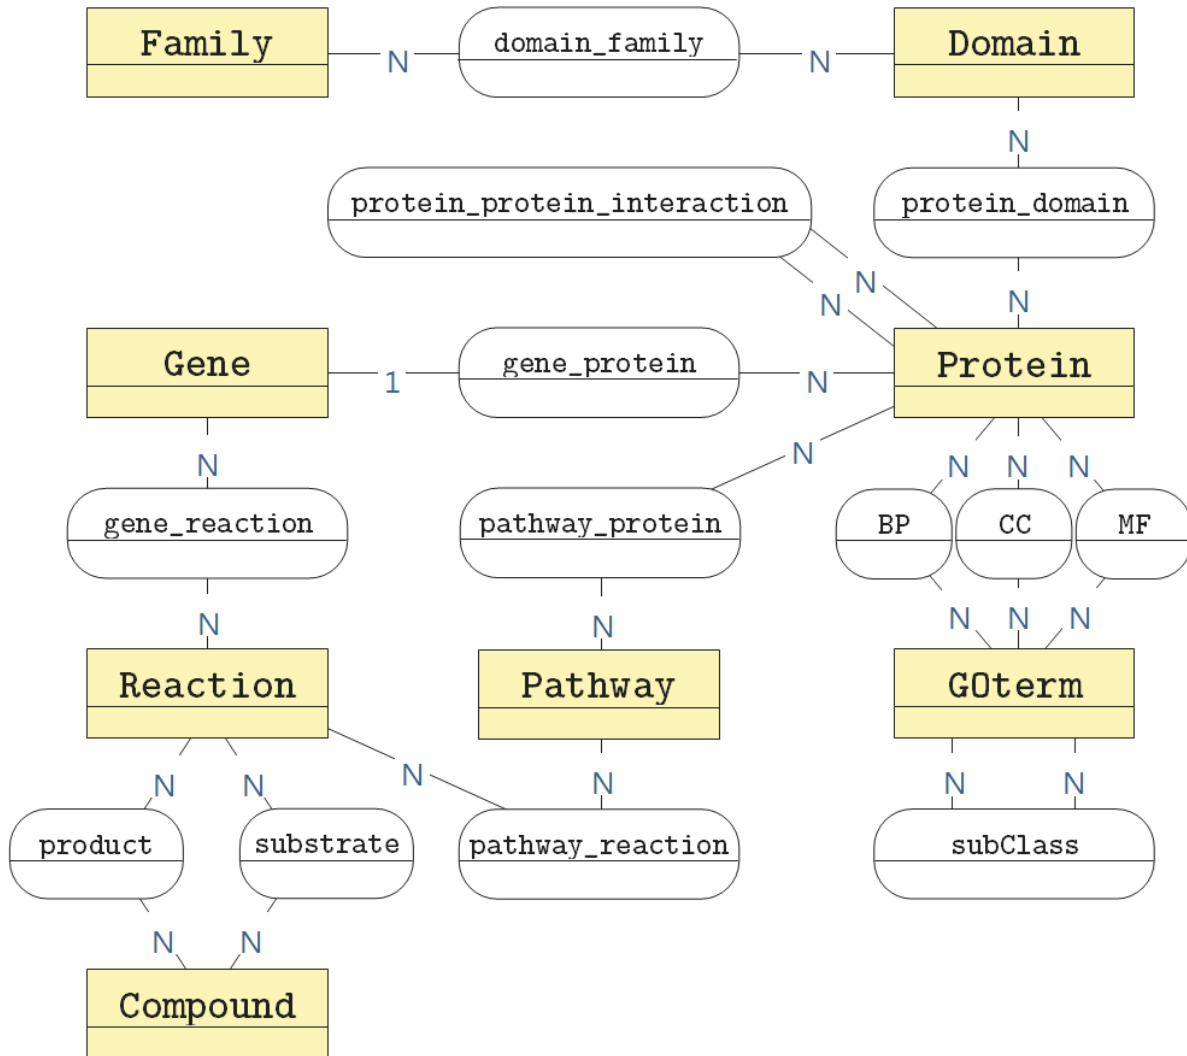 Family
N
domain_family
N
Domain
N
protein_protein_interaction
protein_domain
N
N
N
Gene
1
gene_protein
N
Protein
N
N
N
N
N
gene_reaction
pathway_protein
BP
CC
MF
N
N
N
N
N
Reaction
Pathway
GOterm
N
N
N
N
N
N
product
substrate
pathway_reaction
subClass
N
N
Compound